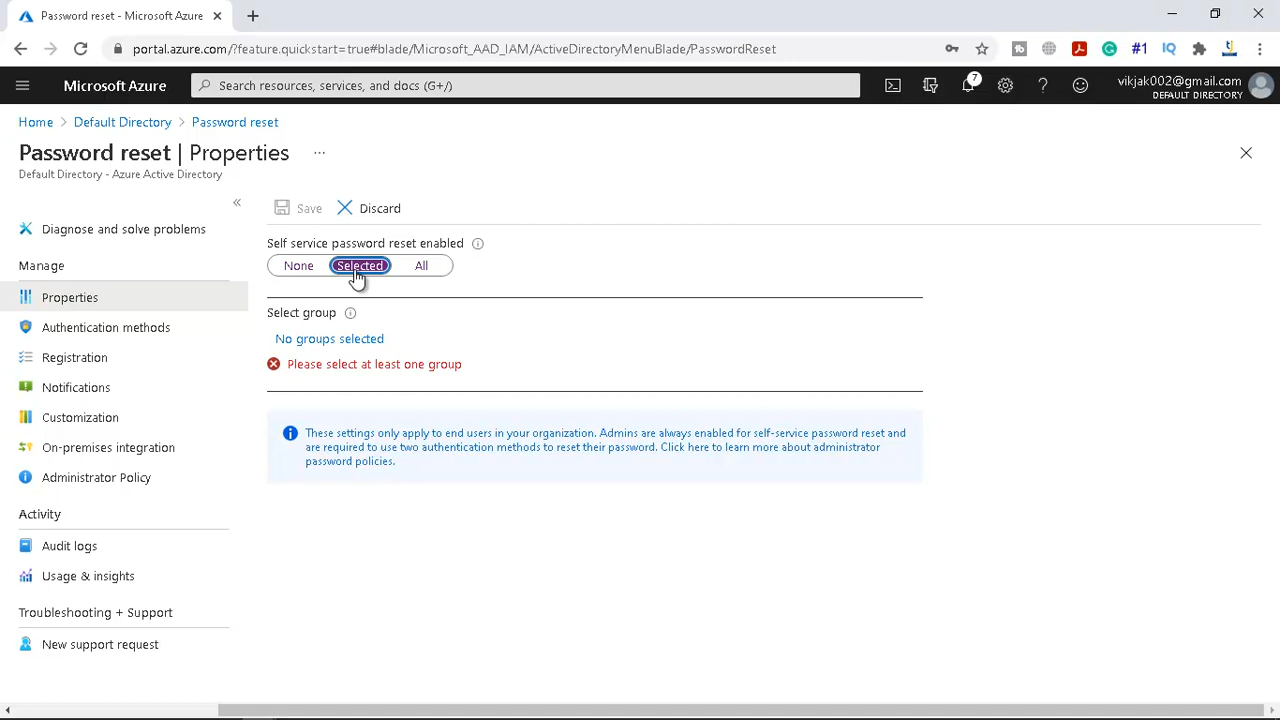 Password reset - Microsoft Azure
portal.azure.com/?feature.quickstart=true#blade/Microsoft_AAD_IAM/ActiveDirectoryMenuBlade/PasswordReset
#1
IQ
Microsoft Azure
Search resources, services, and docs (G+/)
7
vikjak002@gmail.com
DEFAULT DIRECTORY
Home > Default Directory > Password reset
Password reset | Properties ...
Default Directory - Azure Active Directory
Save
Discard
Diagnose and solve problems
Manage
Properties
Authentication methods
Registration
Notifications
Customization
On-premises integration
Administrator Policy
Activity
Audit logs
Usage & insights
Troubleshooting + Support
New support request
Self service password reset enabled
None Selected All
Select group
No groups selected
Please select at least one group
These settings only apply to end users in your organization. Admins are always enabled for self-service password reset and
are required to use two authentication methods to reset their password. Click here to learn more about administrator
password policies.